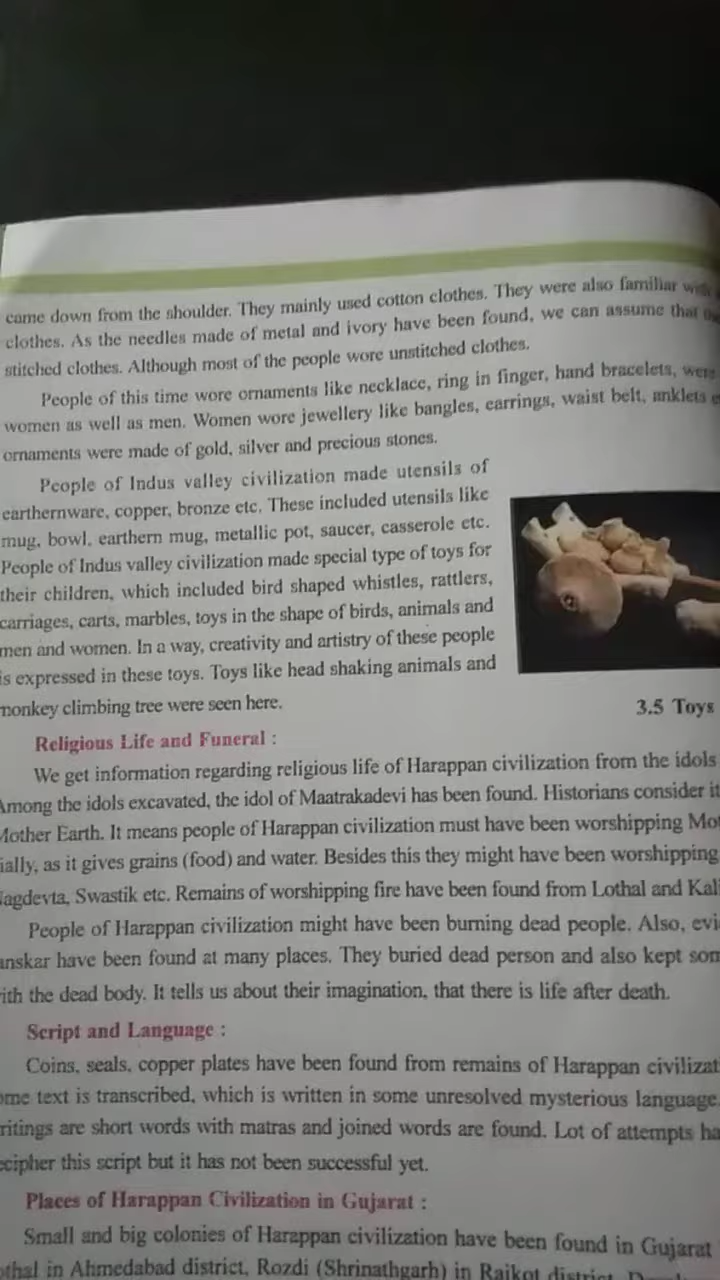 came down from the shoulder. They mainly used cotton clothes. They were also familiar
clothes. As the needles made of metal and ivory have been found, we can assume that
stitched clothes. Although most of the people wore unstitched clothes.
People of this time wore ornaments like necklace, ring in finger, hand bracelets, were
women as well as men. Women wore jewellery like bangles, earrings, waist belt, anklets
ornaments were made of gold, silver and precious stones.
People of Indus valley civilization made utensils of
earthernware, copper, bronze etc. These included utensils like
mug, bowl, earthern mug, metallic pot, saucer, casserole etc.
People of Indus valley civilization made special type of toys for
their children, which included bird shaped whistles, rattlers,
carriages, carts, marbles, toys in the shape of birds, animals and
men and women. In a way, creativity and artistry of these people
is expressed in these toys. Toys like head shaking animals and
monkey climbing tree were seen here.
3.5 Toys
Religious Life and Funeral :
We get information regarding religious life of Harappan civilization from the idols
Among the idols excavated, the idol of Maatrakadevi has been found. Historians consider it
Mother Earth. It means people of Harappan civilization must have been worshipping
ially, as it gives grains (food) and water. Besides this they might have been worshipping
Nagdevta, Swastik etc. Remains of worshipping fire have been found from Lothal and Kali
People of Harappan civilization might have been burning dead people. Also, evi
anskar have been found at many places. They buried dead person and also kept som
ith the dead body. It tells us about their imagination, that there is life after death.
Script and Language :
Coins, seals, copper plates have been found from remains of Harappan civilizat
ome text is transcribed, which is written in some unresolved mysterious language.
ritings are short words with matras and joined words are found. Lot of attempts ha
ecipher this script but it has not been successful yet.
Places of Harappan Civilization in Gujarat :
Small and big colonies of Harappan civilization have been found in Gujarat
othal in Ahmedabad district, Rozdi (Shrinathgarh) in Rajkot district,